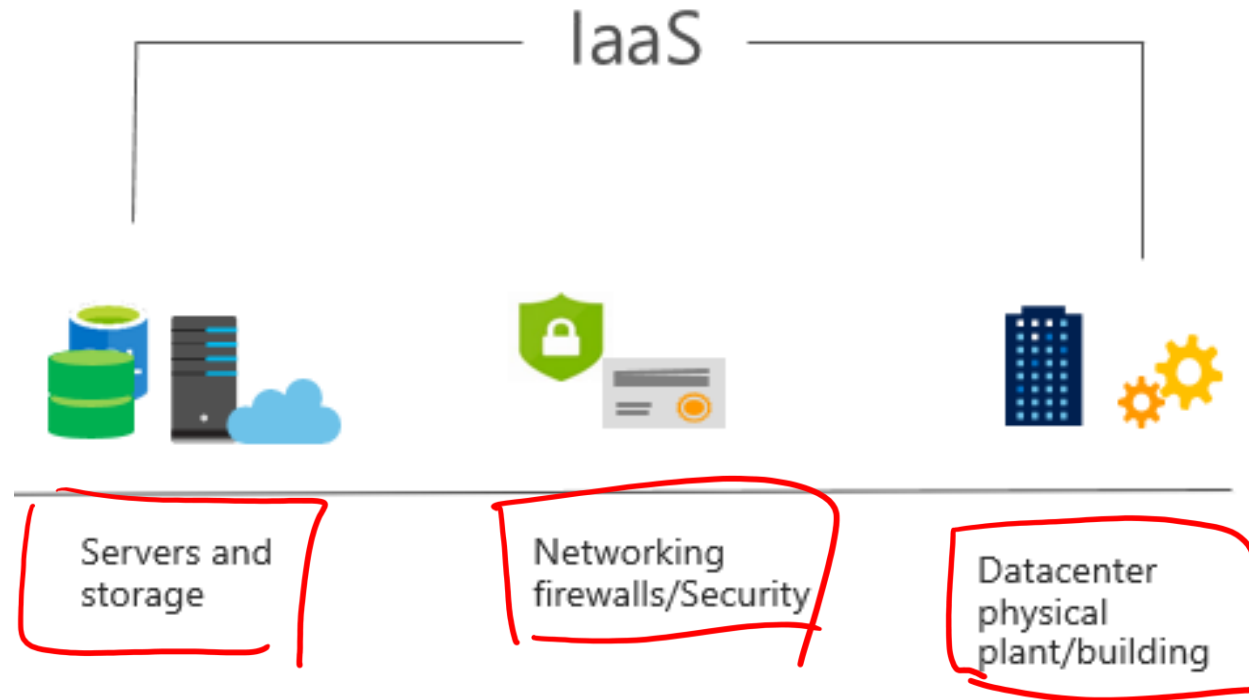 IaaS
Servers and
storage
Networking
firewalls/Security
Datacenter
physical
plant/building